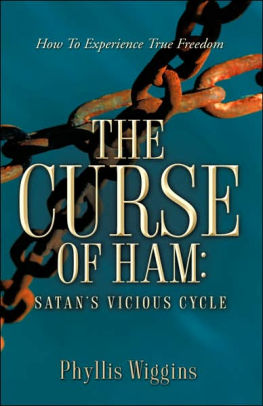 How To Experience True Freedom
THE
CURSE
OF HAM:
SATAN'S VICIOUS CYCLE
Phyllis Wiggins